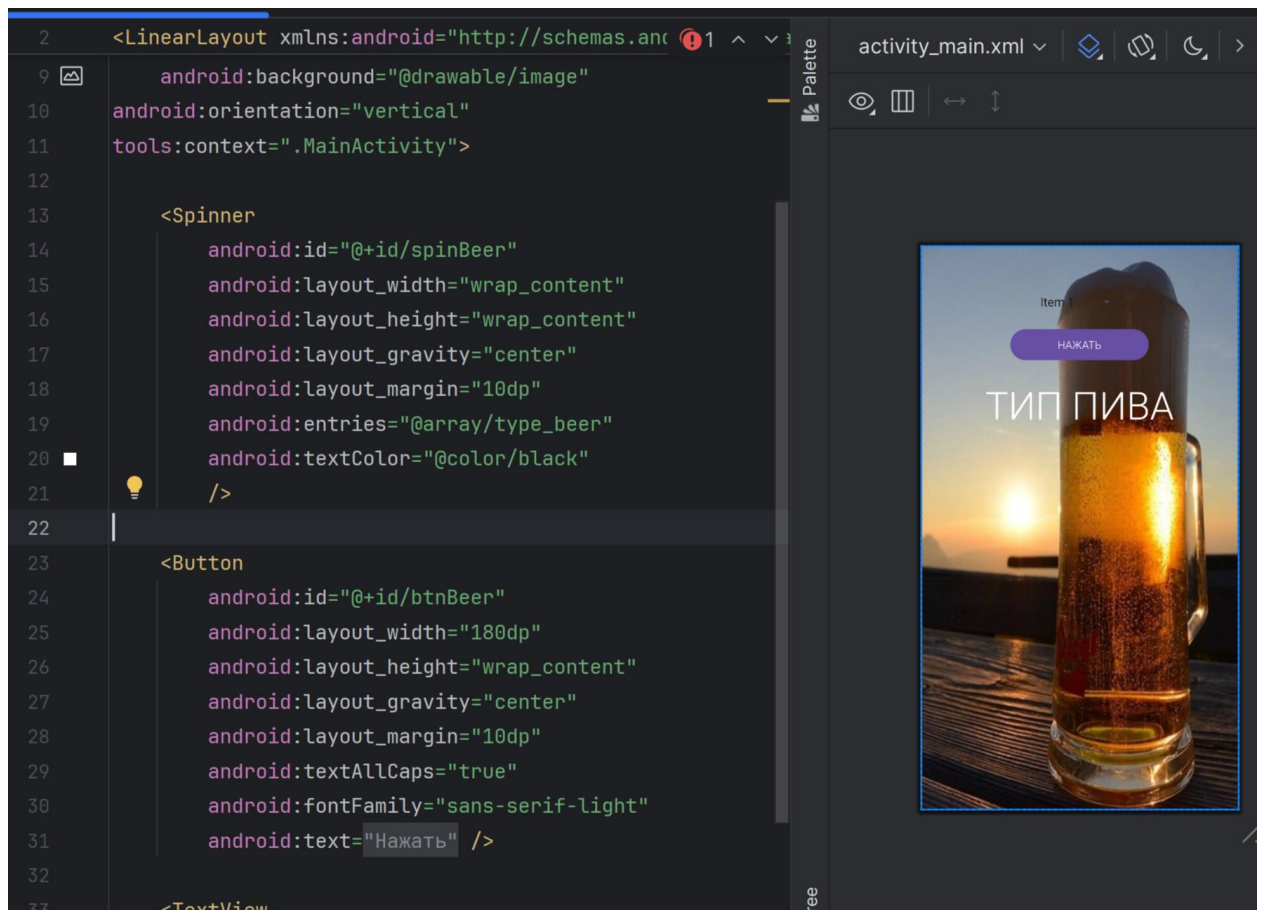 2 <LinearLayout xmlns:android="http://schemas.and 1
9 android:background="@drawable/image"
10 android:orientation="vertical"
11 tools:context=".MainActivity">
12
13 <Spinner
14 android:id="@+id/spinBeer"
15 android:layout_width="wrap_content"
16 android:layout_height="wrap_content"
17 android:layout_gravity="center"
18 android:layout_margin="10dp"
19 android:entries="@array/type_beer"
20 android:textColor="@color/black"
21 />
22
23 <Button
24 android:id="@+id/btnBeer"
25 android:layout_width="180dp"
26 android:layout_height="wrap_content"
27 android:layout_gravity="center"
28 android:layout_margin="10dp"
29 android:textAllCaps="true"
30 android:fontFamily="sans-serif-light"
31 android:text="Нажать" />
32
33 <TextView
Palette
activity_main.xml
Item 1
НАЖАТЬ
ТИП ПИВА